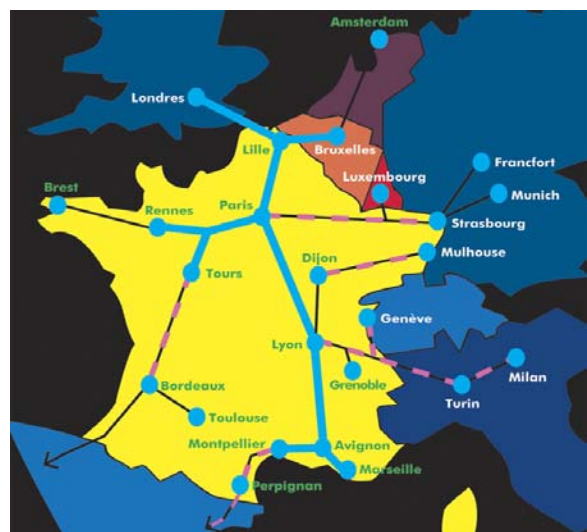 Amsterdam
Londres
Lille
Bruxelles
Francfort
Luxembourg
Munich
Brest
Rennes
Paris
Strasbourg
Dijon
Mulhouse
Tours
Genève
Lyon
Grenoble
Milan
Turin
Bordeaux
Toulouse
Montpellier
Avignon
Marseille
Perpignan